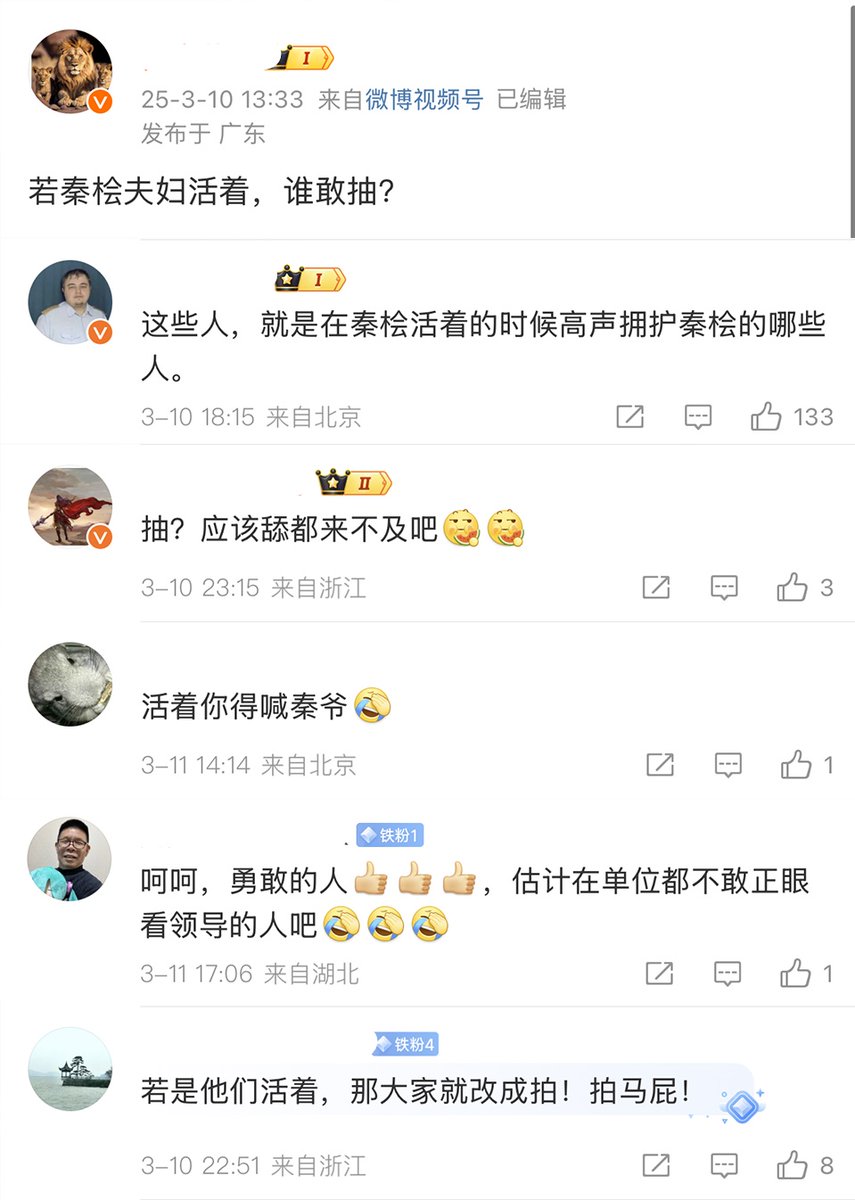 I
25-3-10 13:33 来自微博视频号 已编辑
发布于 广东
若秦桧夫妇活着，谁敢抽？
I
这些人，就是在秦桧活着的时候高声拥护秦桧的哪些
人。
3-10 18:15 来自北京
133
II
抽？应该舔都来不及吧
3-10 23:15 来自浙江
3
活着你得喊秦爷
3-11 14:14 来自北京
1
铁粉1
呵呵，勇敢的人👍👍👍，估计在单位都不敢正眼
看领导的人吧
3-11 17:06 来自湖北
1
铁粉4
若是他们活着，那大家就改成拍！拍马屁！
3-10 22:51 来自浙江
8